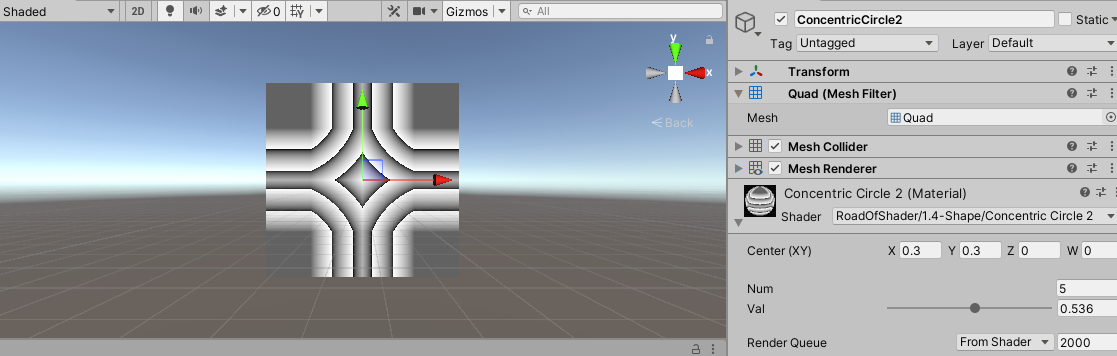 Shaded 2D 0 Gizmos All
y
x
Back
ConcentricCircle2 Static
Tag Untagged Layer Default
Transform
Quad (Mesh Filter)
Mesh Quad
Mesh Collider
Mesh Renderer
Concentric Circle 2 (Material)
Shader RoadOfShader/1.4-Shape/Concentric Circle 2
Center (XY) X 0.3 Y 0.3 Z 0 W 0
Num 5
Val 0.536
Render Queue From Shader 2000